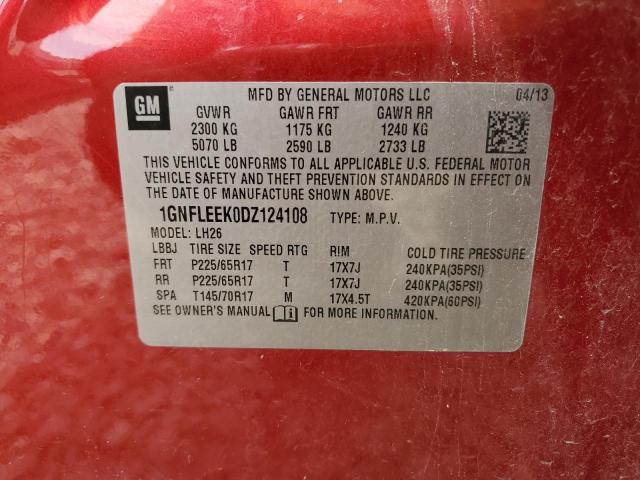 GM
MFD BY GENERAL MOTORS LLC 04/13
GVWR GAWR FRT GAWR RR
2300 KG 1175 KG 1240 KG
5070 LB 2590 LB 2733 LB
THIS VEHICLE CONFORMS TO ALL APPLICABLE U.S. FEDERAL MOTOR
VEHICLE SAFETY AND THEFT PREVENTION STANDARDS IN EFFECT ON
THE DATE OF MANUFACTURE SHOWN ABOVE.
1GNFLEEK0DZ124108 TYPE: M.P.V.
MODEL: LH26
LBBJ TIRE SIZE SPEED RTG RIM COLD TIRE PRESSURE
FRT P225/65R17 T 17X7J 240KPA(35PSI)
RR P225/65R17 T 17X7J 240KPA(35PSI)
SPA T145/70R17 M 17X4.5T 420KPA(60PSI)
SEE OWNER'S MANUAL FOR MORE INFORMATION.